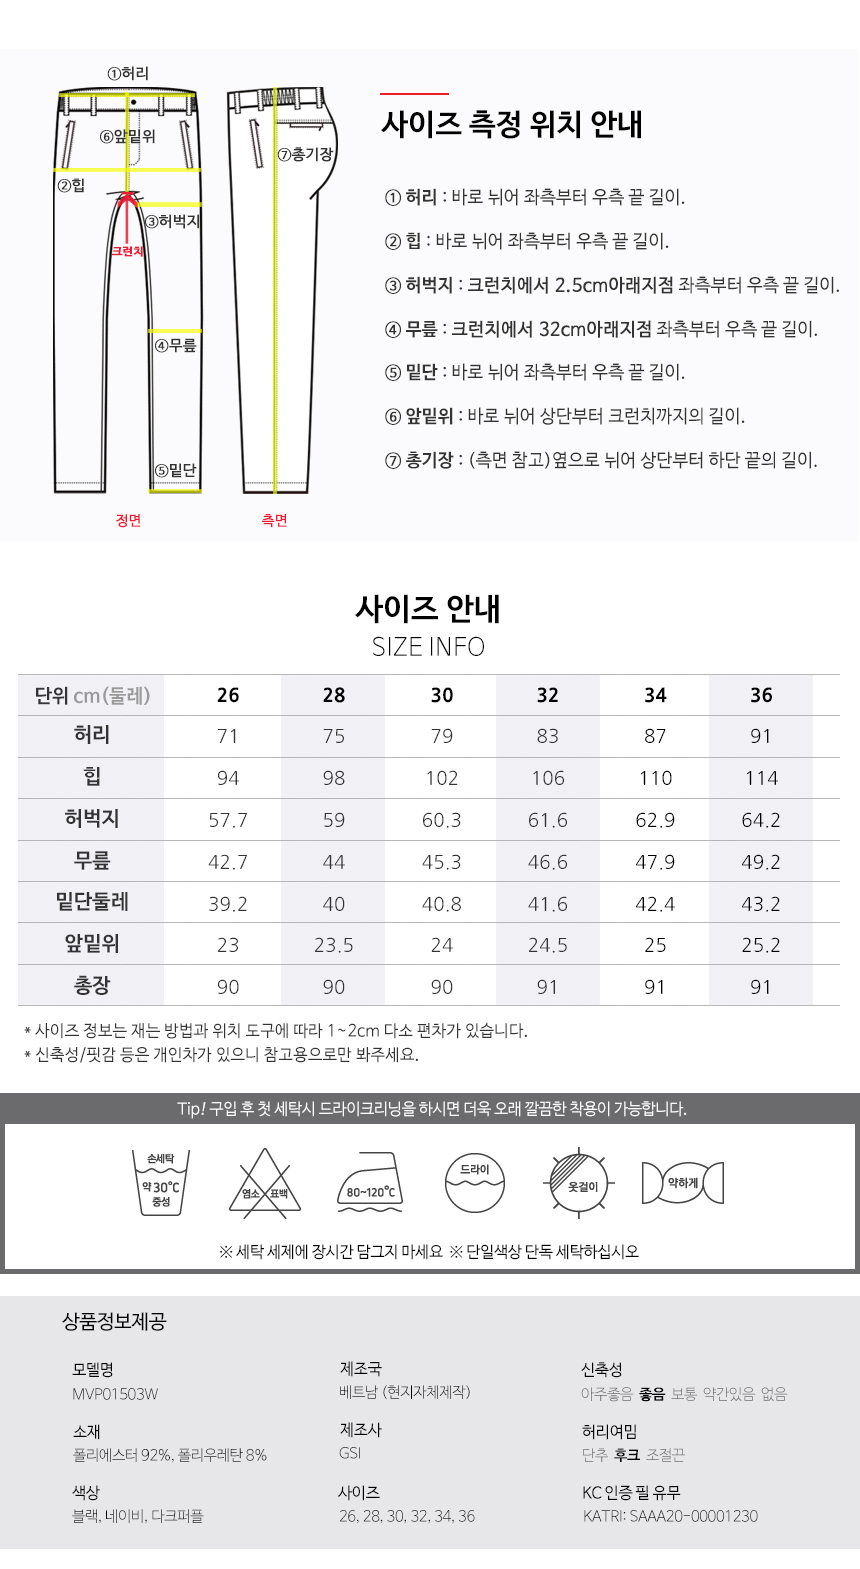 ①허리
⑥앞밑위
②힙
③허벅지
크런치
④무릎
⑤밑단
정면
⑦총기장
측면
사이즈 측정 위치 안내
① 허리 : 바로 뉘어 좌측부터 우측 끝 길이.
② 힙 : 바로 뉘어 좌측부터 우측 끝 길이.
③ 허벅지 : 크런치에서 2.5cm아래지점 좌측부터 우측 끝 길이.
④ 무릎 : 크런치에서 32cm아래지점 좌측부터 우측 끝 길이.
⑤ 밑단 : 바로 뉘어 좌측부터 우측 끝 길이.
⑥ 앞밑위 : 바로 뉘어 상단부터 크런치까지의 길이.
⑦ 총기장 : (측면 참고)옆으로 뉘어 상단부터 하단 끝의 길이.
사이즈 안내
SIZE INFO
단위 cm(둘레) 26 28 30 32 34 36
허리 71 75 79 83 87 91
힙 94 98 102 106 110 114
허벅지 57.7 59 60.3 61.6 62.9 64.2
무릎 42.7 44 45.3 46.6 47.9 49.2
밑단둘레 39.2 40 40.8 41.6 42.4 43.2
앞밑위 23 23.5 24 24.5 25 25.2
총장 90 90 90 91 91 91
* 사이즈 정보는 재는 방법과 위치 도구에 따라 1~2cm 다소 편차가 있습니다.
* 신축성/핏감 등은 개인차가 있으니 참고용으로만 봐주세요.
Tip! 구입 후 첫 세탁시 드라이크리닝을 하시면 더욱 오래 깔끔한 착용이 가능합니다.
손세탁
약 30°C
중성
염소 표백
80~120°C
드라이
옷걸이
약하게
※ 세탁 세제에 장시간 담그지 마세요 ※ 단일색상 단독 세탁하십시오
상품정보제공
모델명
MVP01503W
제조국
베트남 (현지자체제작)
신축성
아주좋음 좋음 보통 약간있음 없음
소재
폴리에스터 92%, 폴리우레탄 8%
제조사
GSI
허리여밈
단추 후크 조절끈
색상
블랙, 네이비, 다크퍼플
사이즈
26, 28, 30, 32, 34, 36
KC 인증 필 유무
KATRI: SAAA20-00001230